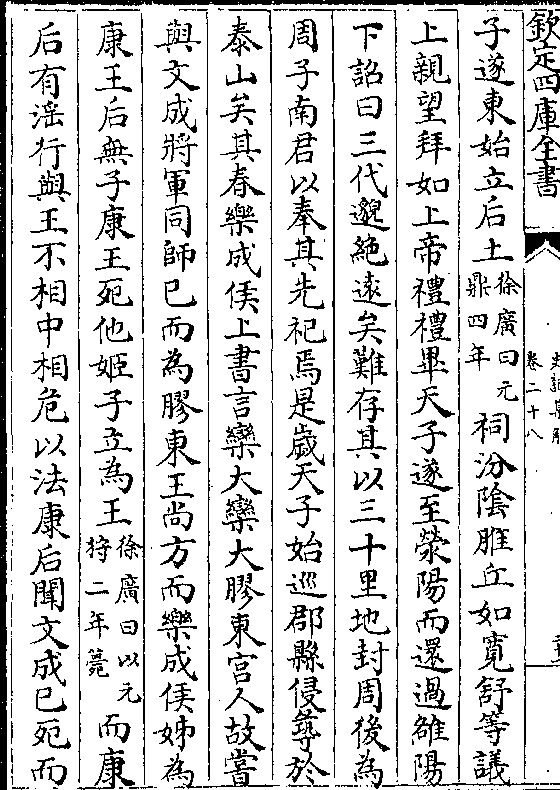 欽定四庫全書
卷二十八
子遂東始立后土徐廣曰元鼎四年祠汾隂脽丘如寛舒等議
上親望拜如上帝禮禮畢天子遂至滎陽而還過雒陽
下詔曰三代邈絶逺矣難存其以三十里地封周後為
周子南君以奉其先祀焉是嵗天子始巡郡縣侵尋於
泰山矣其春樂成侯上書言欒大欒大膠東宮人故嘗
與文成將軍同師已而為膠東王尚方而樂成侯姊為
康王后無子康王死他姬子立為王徐廣曰以元狩二年薨而康
后有淫行與王不相中相危以法康后聞文成已死而